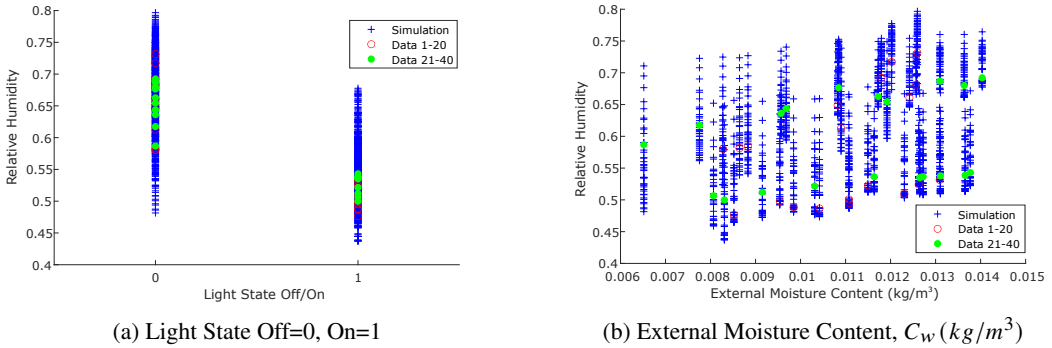 0.8
0.75
0.7
0.65
0.6
0.55
0.5
0.45
0.4
Relative Humidity
0
1
Light State Off/On
Simulation
Data 1-20
Data 21-40
(a) Light State Off=0, On=1
0.8
0.75
0.7
0.65
0.6
0.55
0.5
0.45
0.4
Relative Humidity
0.006
0.007
0.008
0.009
0.01
0.011
0.012
0.013
0.014
0.015
External Moisture Content (kg/m³)
Simulation
Data 1-20
Data 21-40
(b) External Moisture Content, C_w (kg/m³)